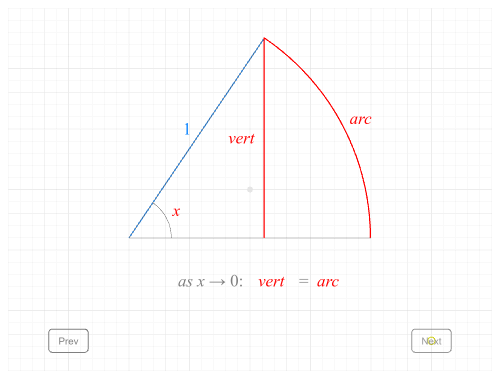 1
vert
arc
x
as x → 0: vert = arc
Prev
Next